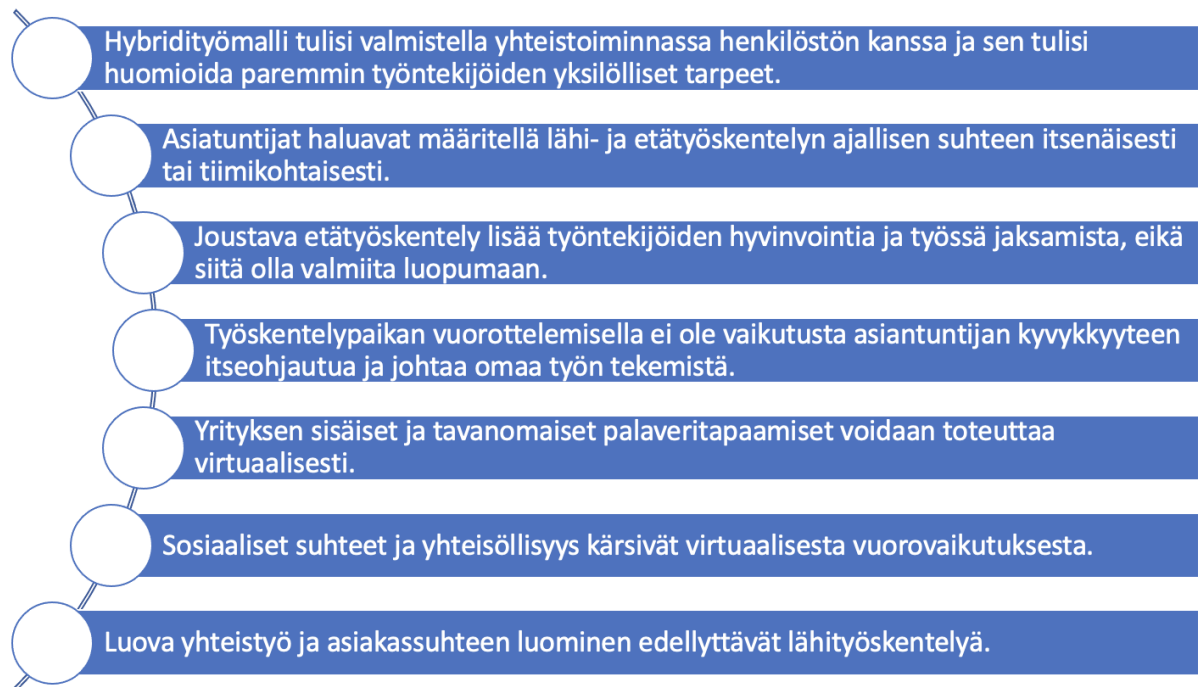 Hybridityömalli tulisi valmistella yhteistoiminnassa henkilöstön kanssa ja sen tulisi
huomioida paremmin työntekijöiden yksilölliset tarpeet.
Asiatuntijat haluavat määritellä lähi- ja etätyöskentelyn ajallisen suhteen itsenäisesti
tai tiimikohtaisesti.
Joustava etätyöskentely lisää työntekijöiden hyvinvointia ja työssä jaksamista, eikä
siitä olla valmiita luopumaan.
Työskentelypaikan vuorottelemisella ei ole vaikutusta asiantuntijan kyvykkyyteen
itseohjautua ja johtaa omaa työn tekemistä.
Yrityksen sisäiset ja tavanomaiset palaveritapaamiset voidaan toteuttaa
virtuaalisesti.
Sosiaaliset suhteet ja yhteisöllisyys kärsivät virtuaalisesta vuorovaikutuksesta.
Luova yhteistyö ja asiakassuhteen luominen edellyttävät lähityöskentelyä.